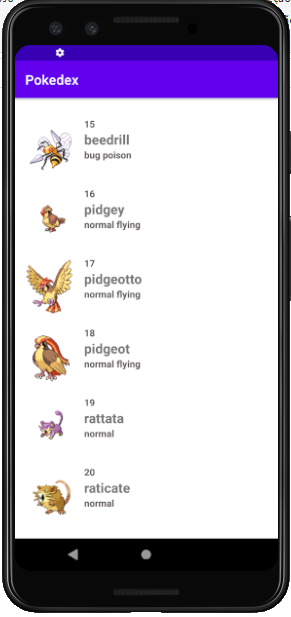 Pokedex
15
beedrill
bug poison
16
pidgey
normal flying
17
pidgeotto
normal flying
18
pidgeot
normal flying
19
rattata
normal
20
raticate
normal